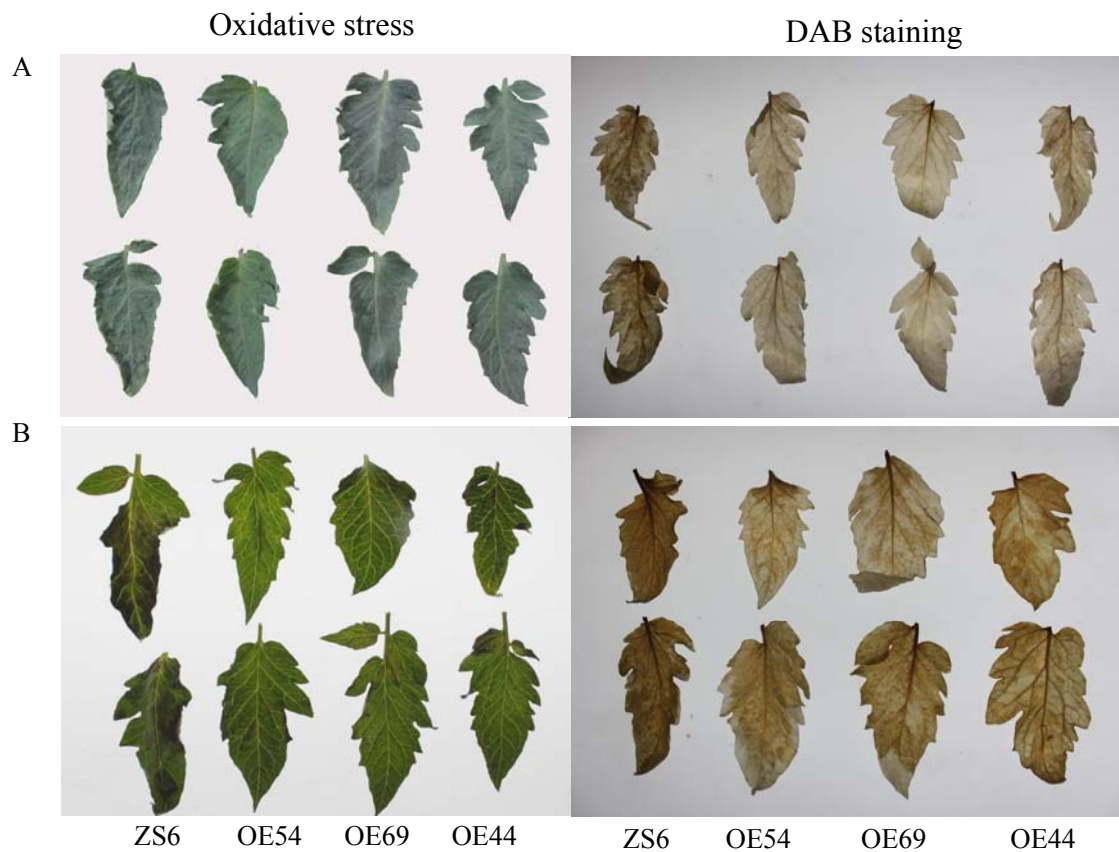 Oxidative stress
DAB staining
A
B
ZS6 OE54 OE69 OE44 ZS6 OE54 OE69 OE44